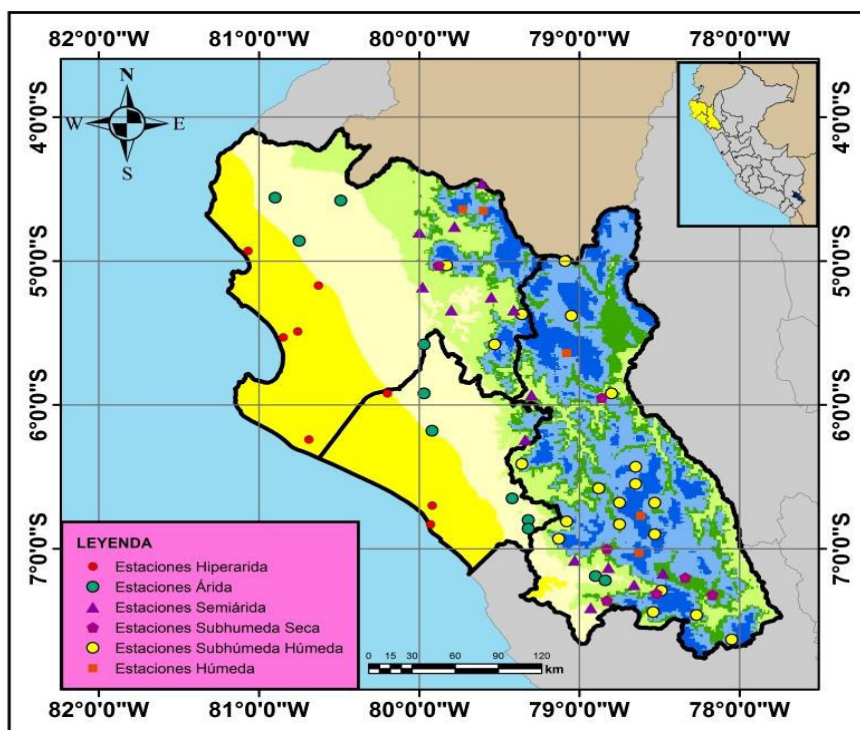 82°0'0"W 81°0'0"W 80°0'0"W 79°0'0"W 78°0'0"W
N
W E
S
4°0'0"S 4°0'0"S
5°0'0"S 5°0'0"S
6°0'0"S 6°0'0"S
7°0'0"S 7°0'0"S
LEYENDA
Estaciones Hiperarida
Estaciones Árida
Estaciones Semiárida
Estaciones Subhumeda Seca
Estaciones Subhúmeda Húmeda
Estaciones Húmeda
0 15 30 60 90 120
km
82°0'0"W 81°0'0"W 80°0'0"W 79°0'0"W 78°0'0"W